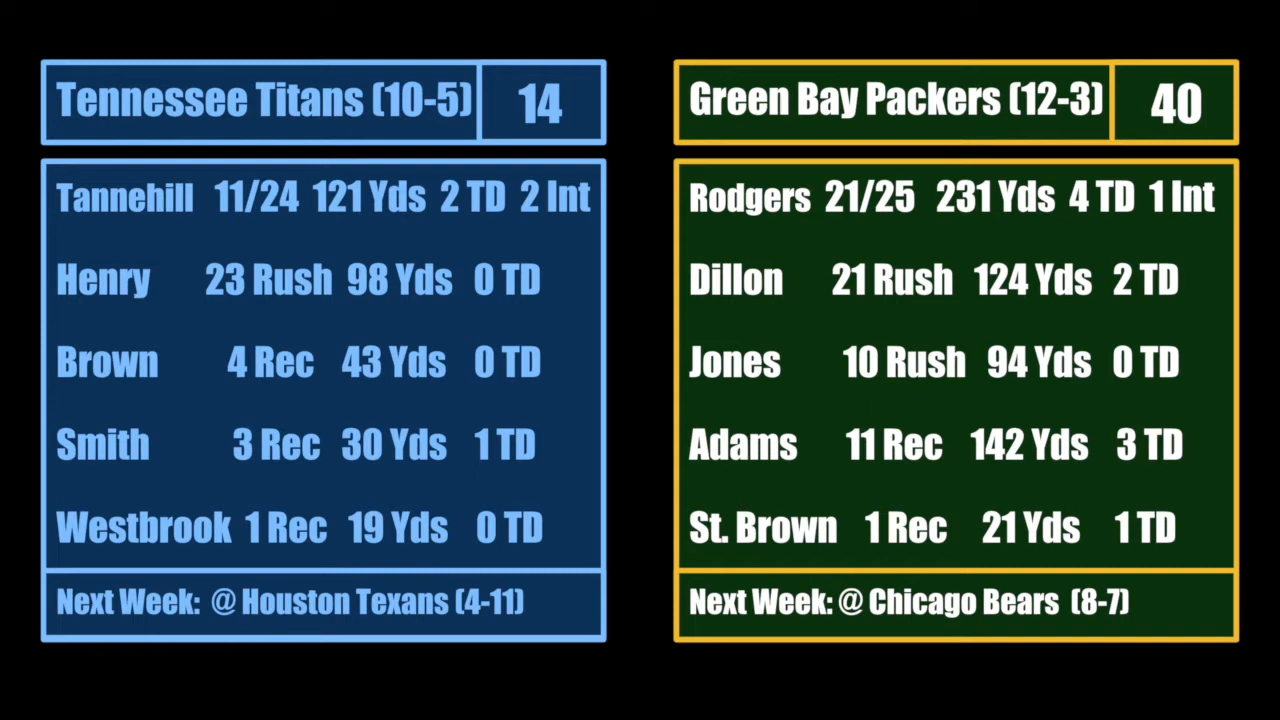 Tennessee Titans (10-5) 14
Tannehill 11/24 121 Yds 2 TD 2 Int
Henry 23 Rush 98 Yds 0 TD
Brown 4 Rec 43 Yds 0 TD
Smith 3 Rec 30 Yds 1 TD
Westbrook 1 Rec 19 Yds 0 TD
Next Week: @ Houston Texans (4-11)
Green Bay Packers (12-3) 40
Rodgers 21/25 231 Yds 4 TD 1 Int
Dillon 21 Rush 124 Yds 2 TD
Jones 10 Rush 94 Yds 0 TD
Adams 11 Rec 142 Yds 3 TD
St. Brown 1 Rec 21 Yds 1 TD
Next Week: @ Chicago Bears (8-7)